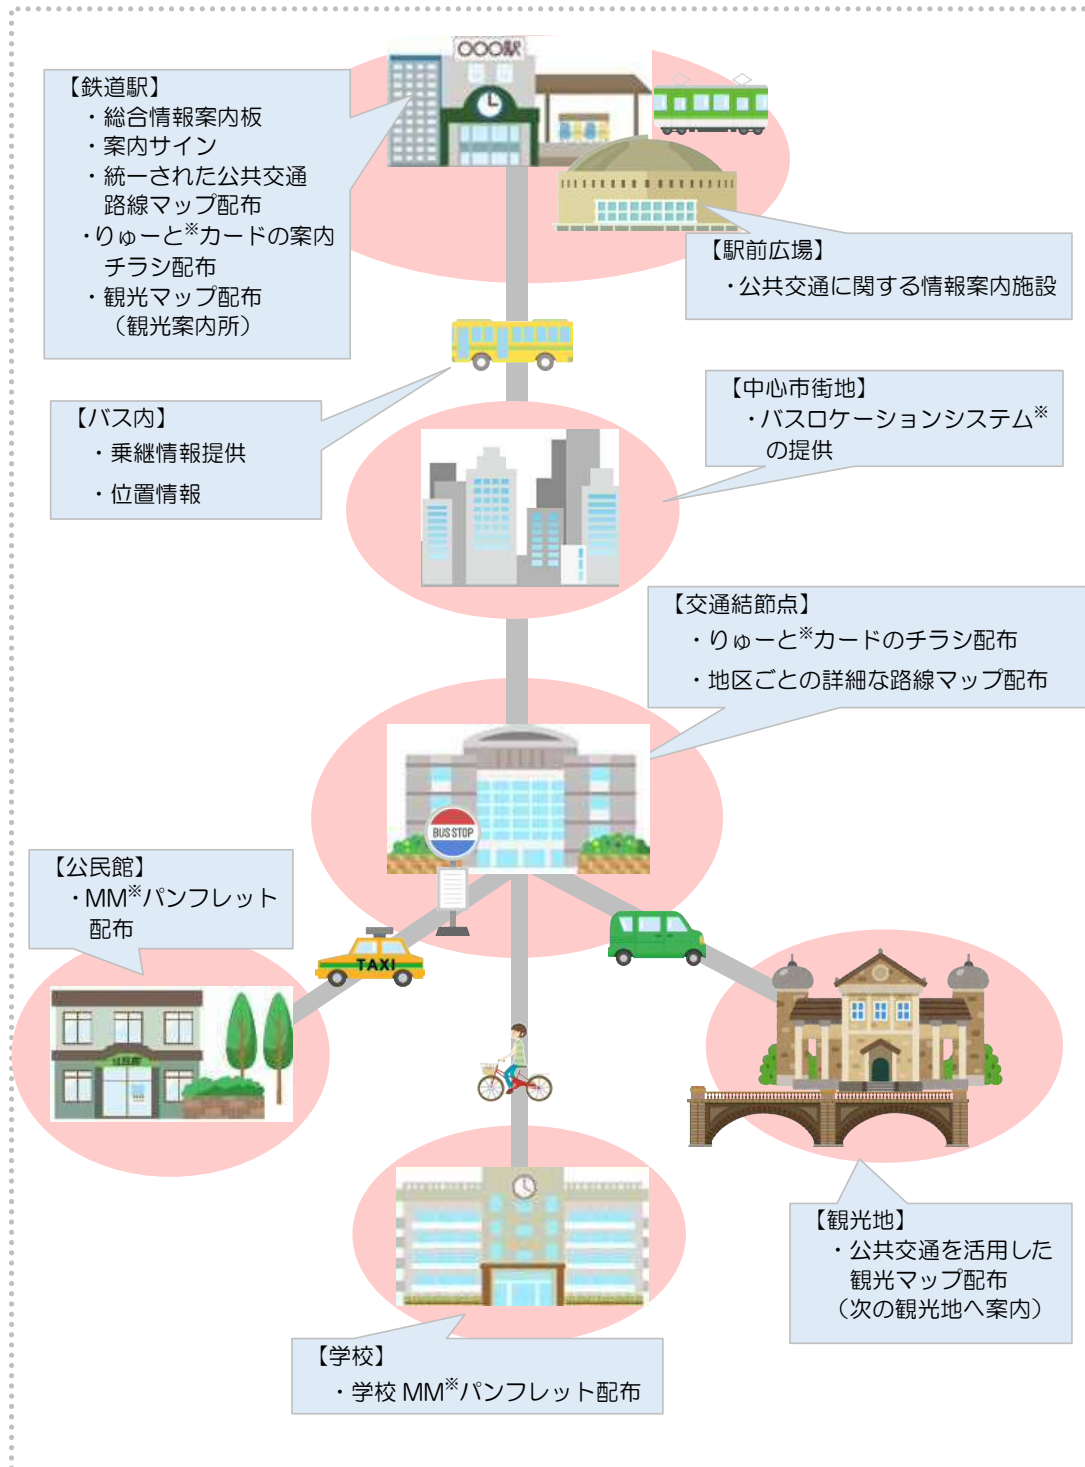 〇〇〇駅
【鉄道駅】
・総合情報案内板
・案内サイン
・統一された公共交通
路線マップ配布
・りゅーと※カードの案内
チラシ配布
・観光マップ配布
（観光案内所）
【駅前広場】
・公共交通に関する情報案内施設
【バス内】
・乗継情報提供
・位置情報
【中心市街地】
・バスロケーションシステム※
の提供
【交通結節点】
・りゅーと※カードのチラシ配布
・地区ごとの詳細な路線マップ配布
BUS STOP
【公民館】
・MM※パンフレット
配布
TAXI
公民館
【観光地】
・公共交通を活用した
観光マップ配布
（次の観光地へ案内）
【学校】
・学校 MM※パンフレット配布